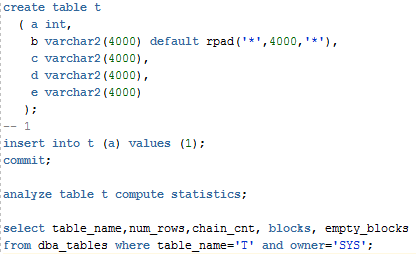 create table t
( a int,
b varchar2(4000) default rpad('*',4000,'*'),
c varchar2(4000),
d varchar2(4000),
e varchar2(4000)
);
-- 1
insert into t (a) values (1);
commit;
analyze table t compute statistics;
select table_name,num_rows,chain_cnt, blocks, empty_blocks
from dba_tables where table_name='T' and owner='SYS';